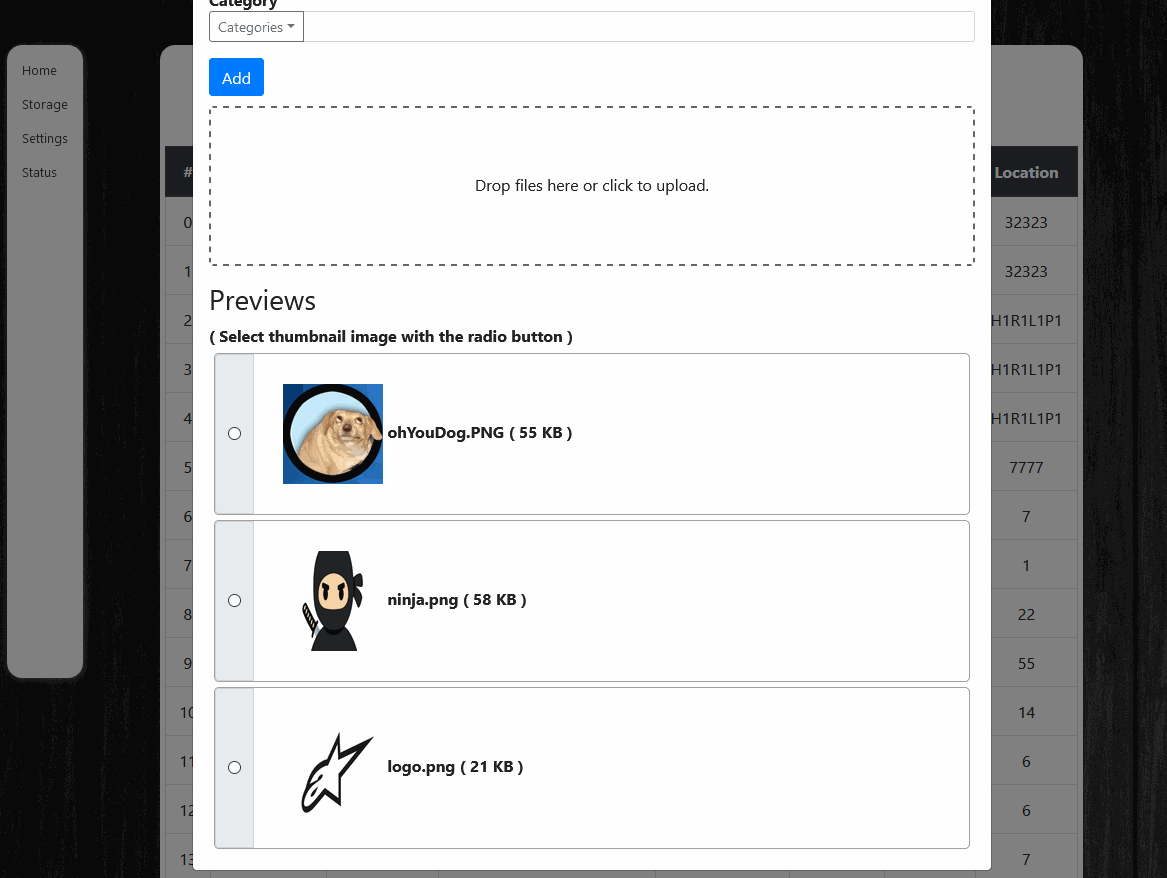 Category
Categories
Add
Drop files here or click to upload.
Previews
( Select thumbnail image with the radio button )
ohYouDog.PNG ( 55 KB )
ninja.png ( 58 KB )
logo.png ( 21 KB )
Home
Storage
Settings
Status
# Location
0 32323
1 32323
2 H1R1L1P1
3 H1R1L1P1
4 H1R1L1P1
5 7777
6 7
7 1
8 22
9 55
10 14
11 6
12 6
13 7